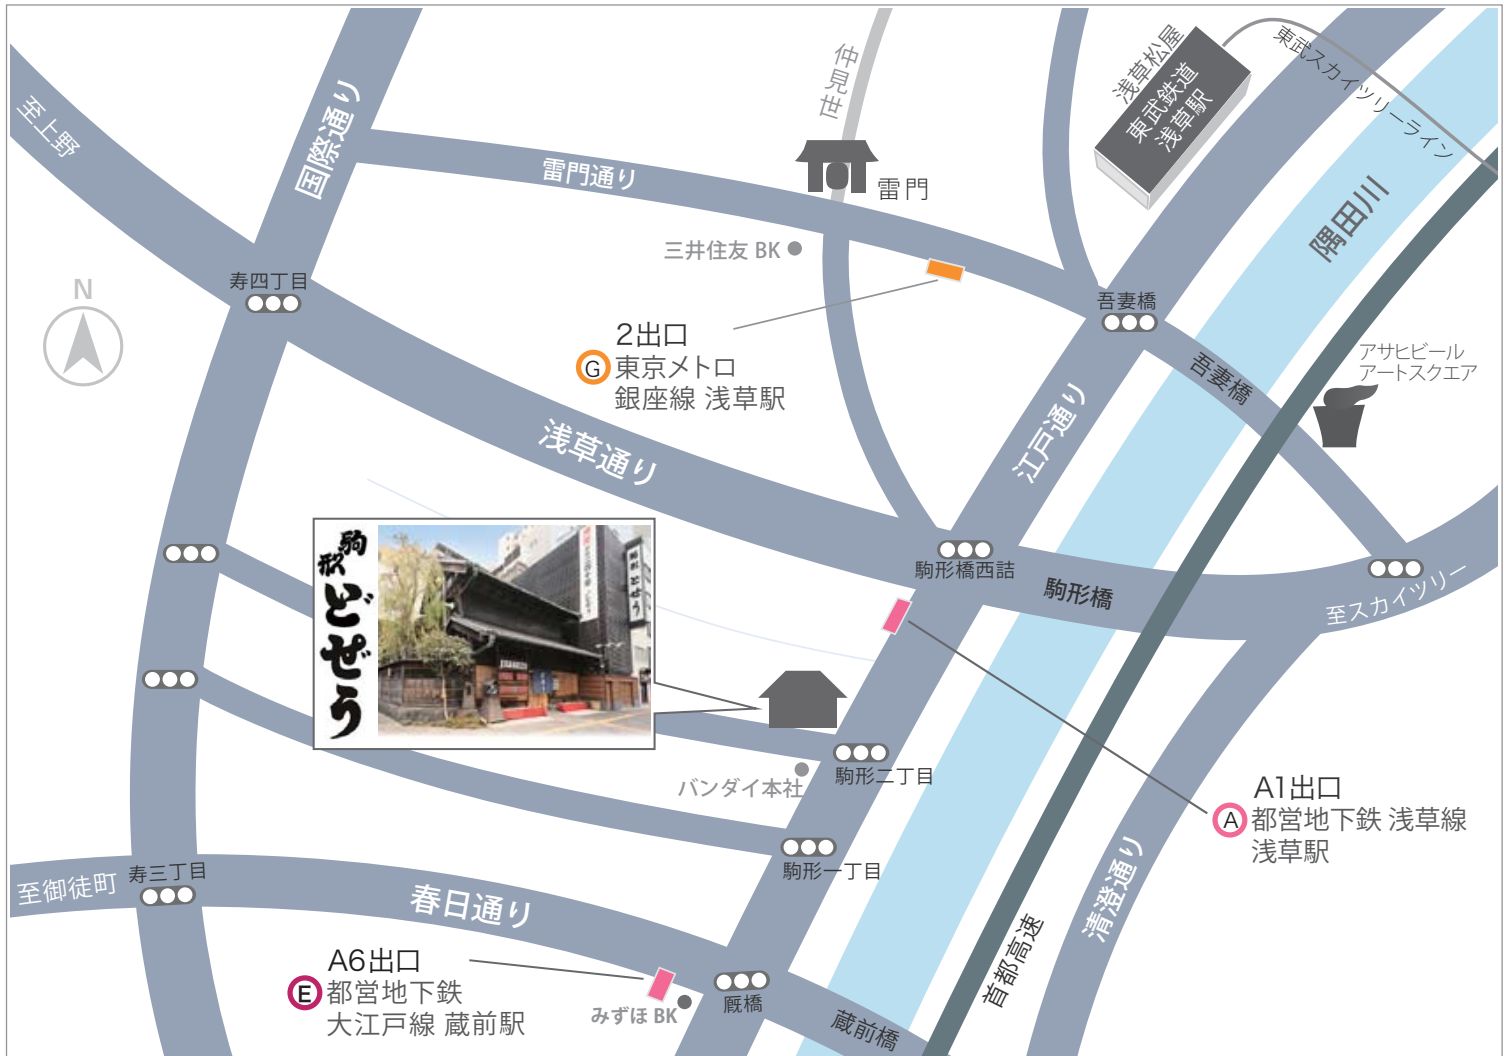 至上野
国際通り
仲見世
浅草松屋
東武鉄道
浅草駅
東武スカイツリーライン
雷門通り
雷門
隅田川
三井住友 BK
寿四丁目
N
吾妻橋
2出口
G
東京メトロ
銀座線 浅草駅
吾妻橋
アサヒビール
アートスクエア
江戸通り
浅草通り
駒形橋西詰
駒形橋
至スカイツリー
駒形
どぜう
バンダイ本社
駒形二丁目
A1出口
A
都営地下鉄 浅草線
浅草駅
駒形一丁目
清澄通り
寿三丁目
至御徒町
春日通り
首都高速
A6出口
E
都営地下鉄
大江戸線 蔵前駅
みずほ BK
厩橋
蔵前橋